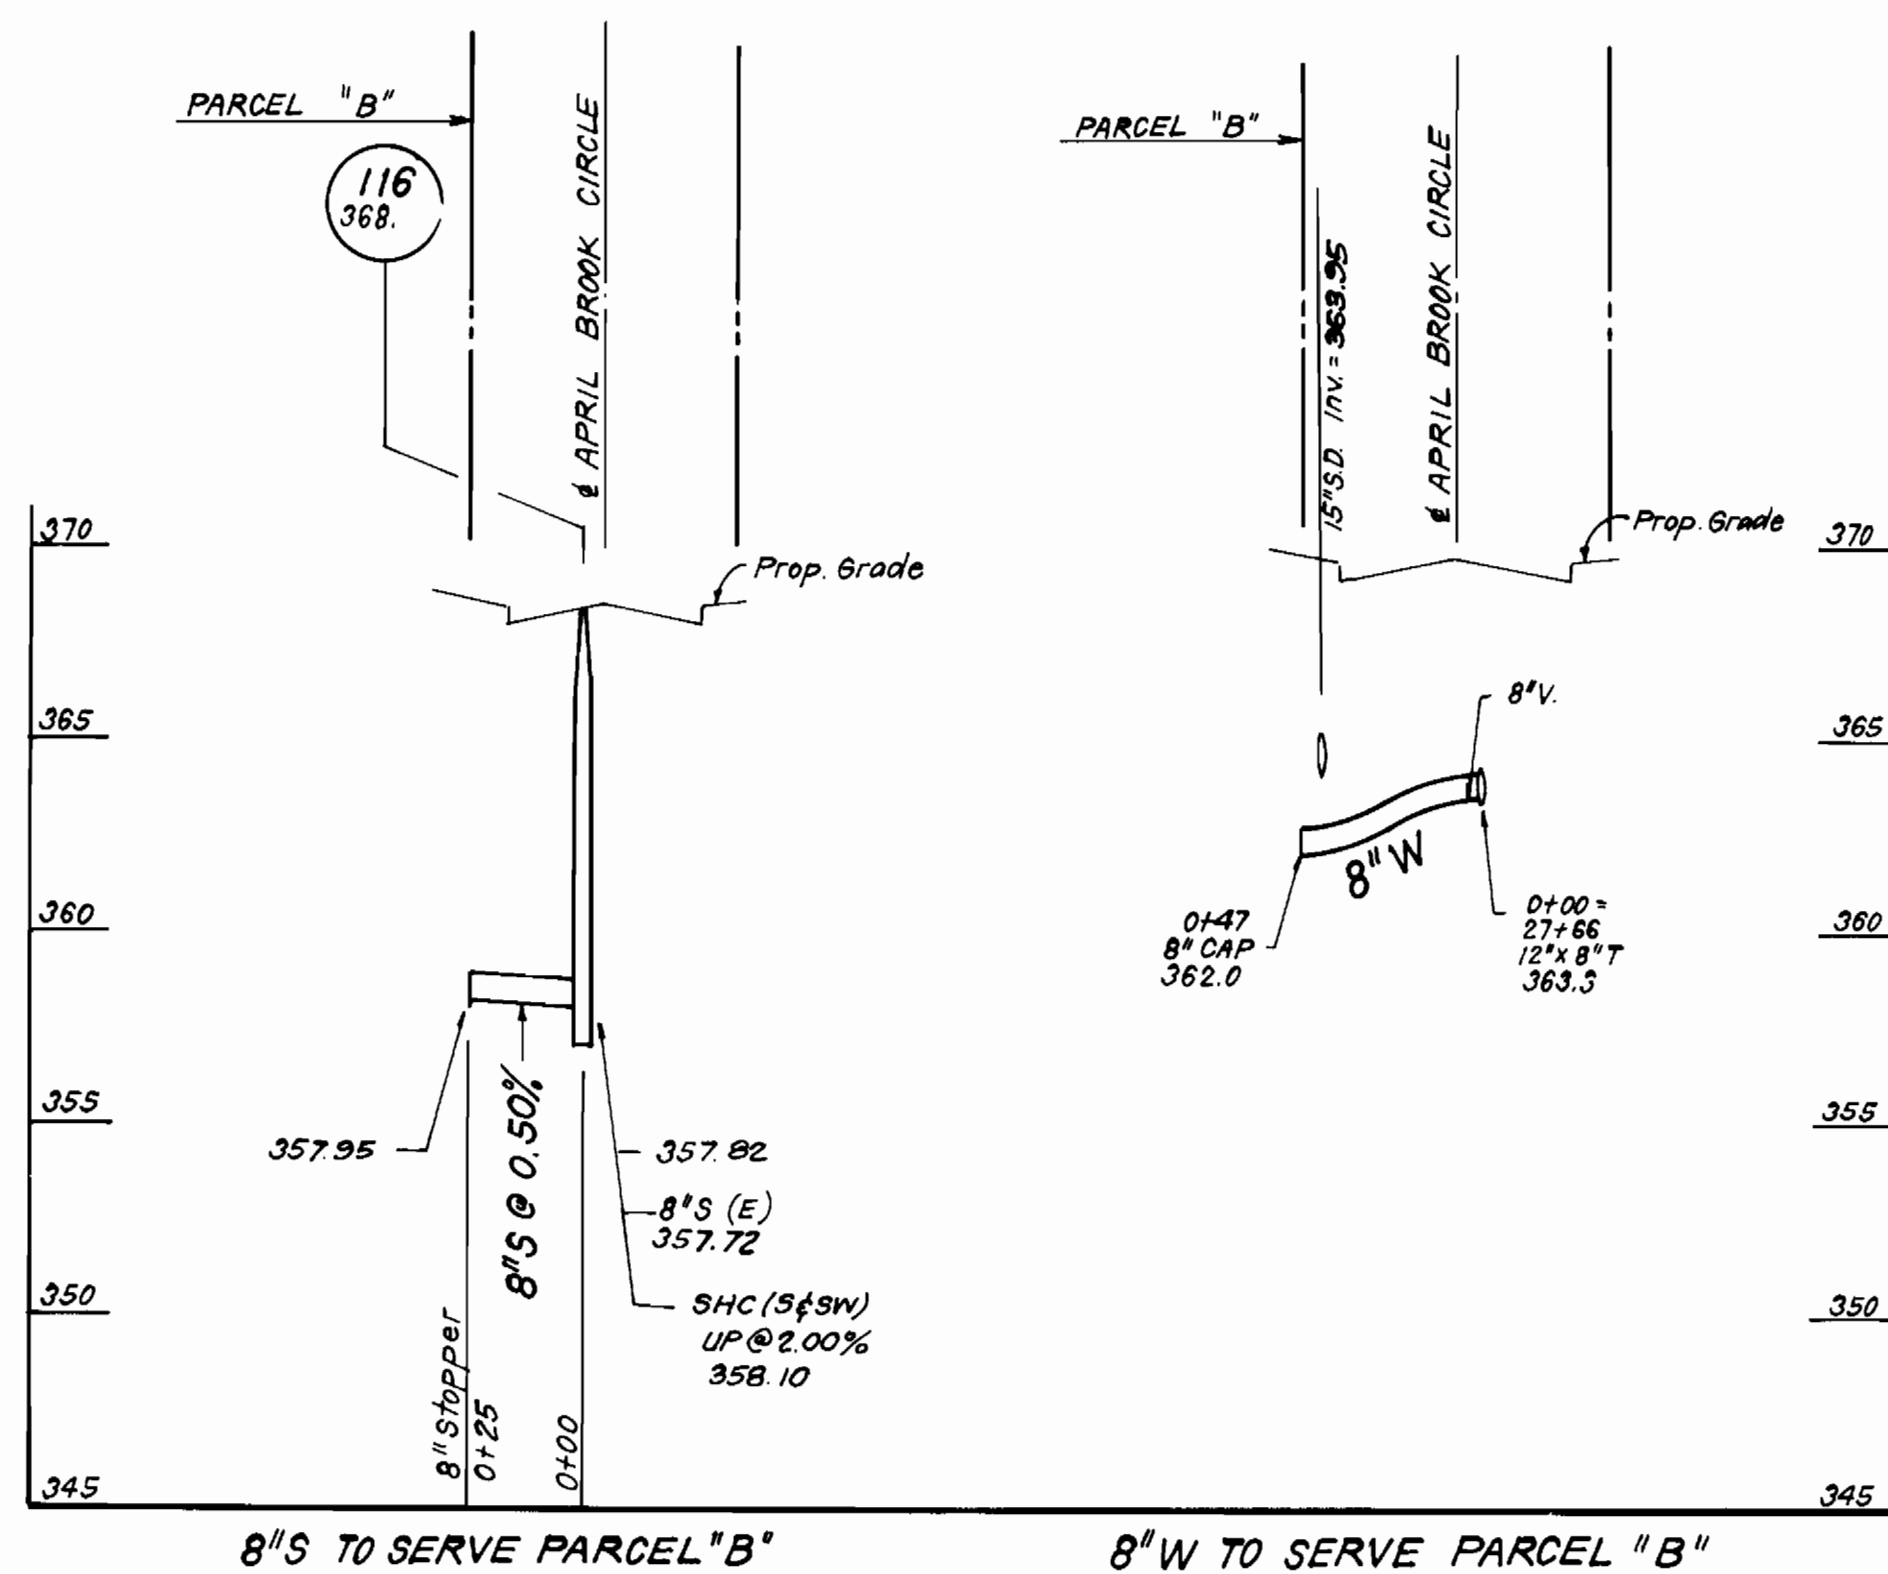 PARCEL "B"
116
368.
℄ APRIL BROOK CIRCLE
Prop. Grade
370
365
360
355
350
345
357.95
8"S @ 0.50%
357.82
8"S (E)
357.72
SHC (S&SW)
UP @ 2.00%
358.10
8" Stopper
0+25
0+00
8"S TO SERVE PARCEL "B"
PARCEL "B"
15" S.D. Inv. = 363.95
℄ APRIL BROOK CIRCLE
Prop. Grade
8" V.
8" W
0+47
8" CAP
362.0
0+00 =
27+66
12" x 8" T
363.3
370
365
360
355
350
345
8"W TO SERVE PARCEL "B"